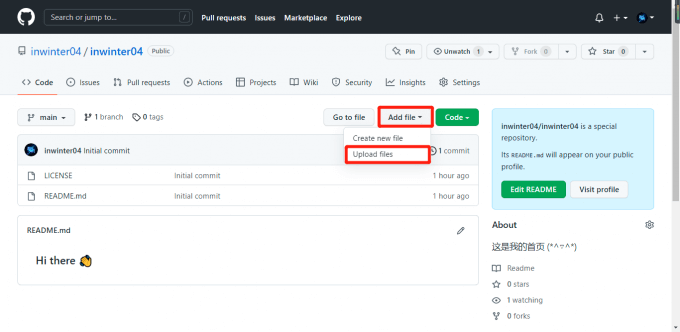 Search or jump to...
/
Pull requests
Issues
Marketplace
Explore
inwinter04 / inwinter04
Public
Pin
Unwatch 1
Fork 0
Star 0
Code
Issues
Pull requests
Actions
Projects
Wiki
Security
Insights
Settings
main
1 branch
0 tags
Go to file
Add file
Code
Create new file
Upload files
inwinter04 Initial commit
1 commit
LICENSE
Initial commit
1 hour ago
README.md
Initial commit
1 hour ago
README.md
Hi there 👋
inwinter04/inwinter04 is a special
repository.
Its README.md will appear on your public
profile.
Edit README
Visit profile
About
这是我的首页 (*^▽^*)
Readme
0 stars
1 watching
0 forks